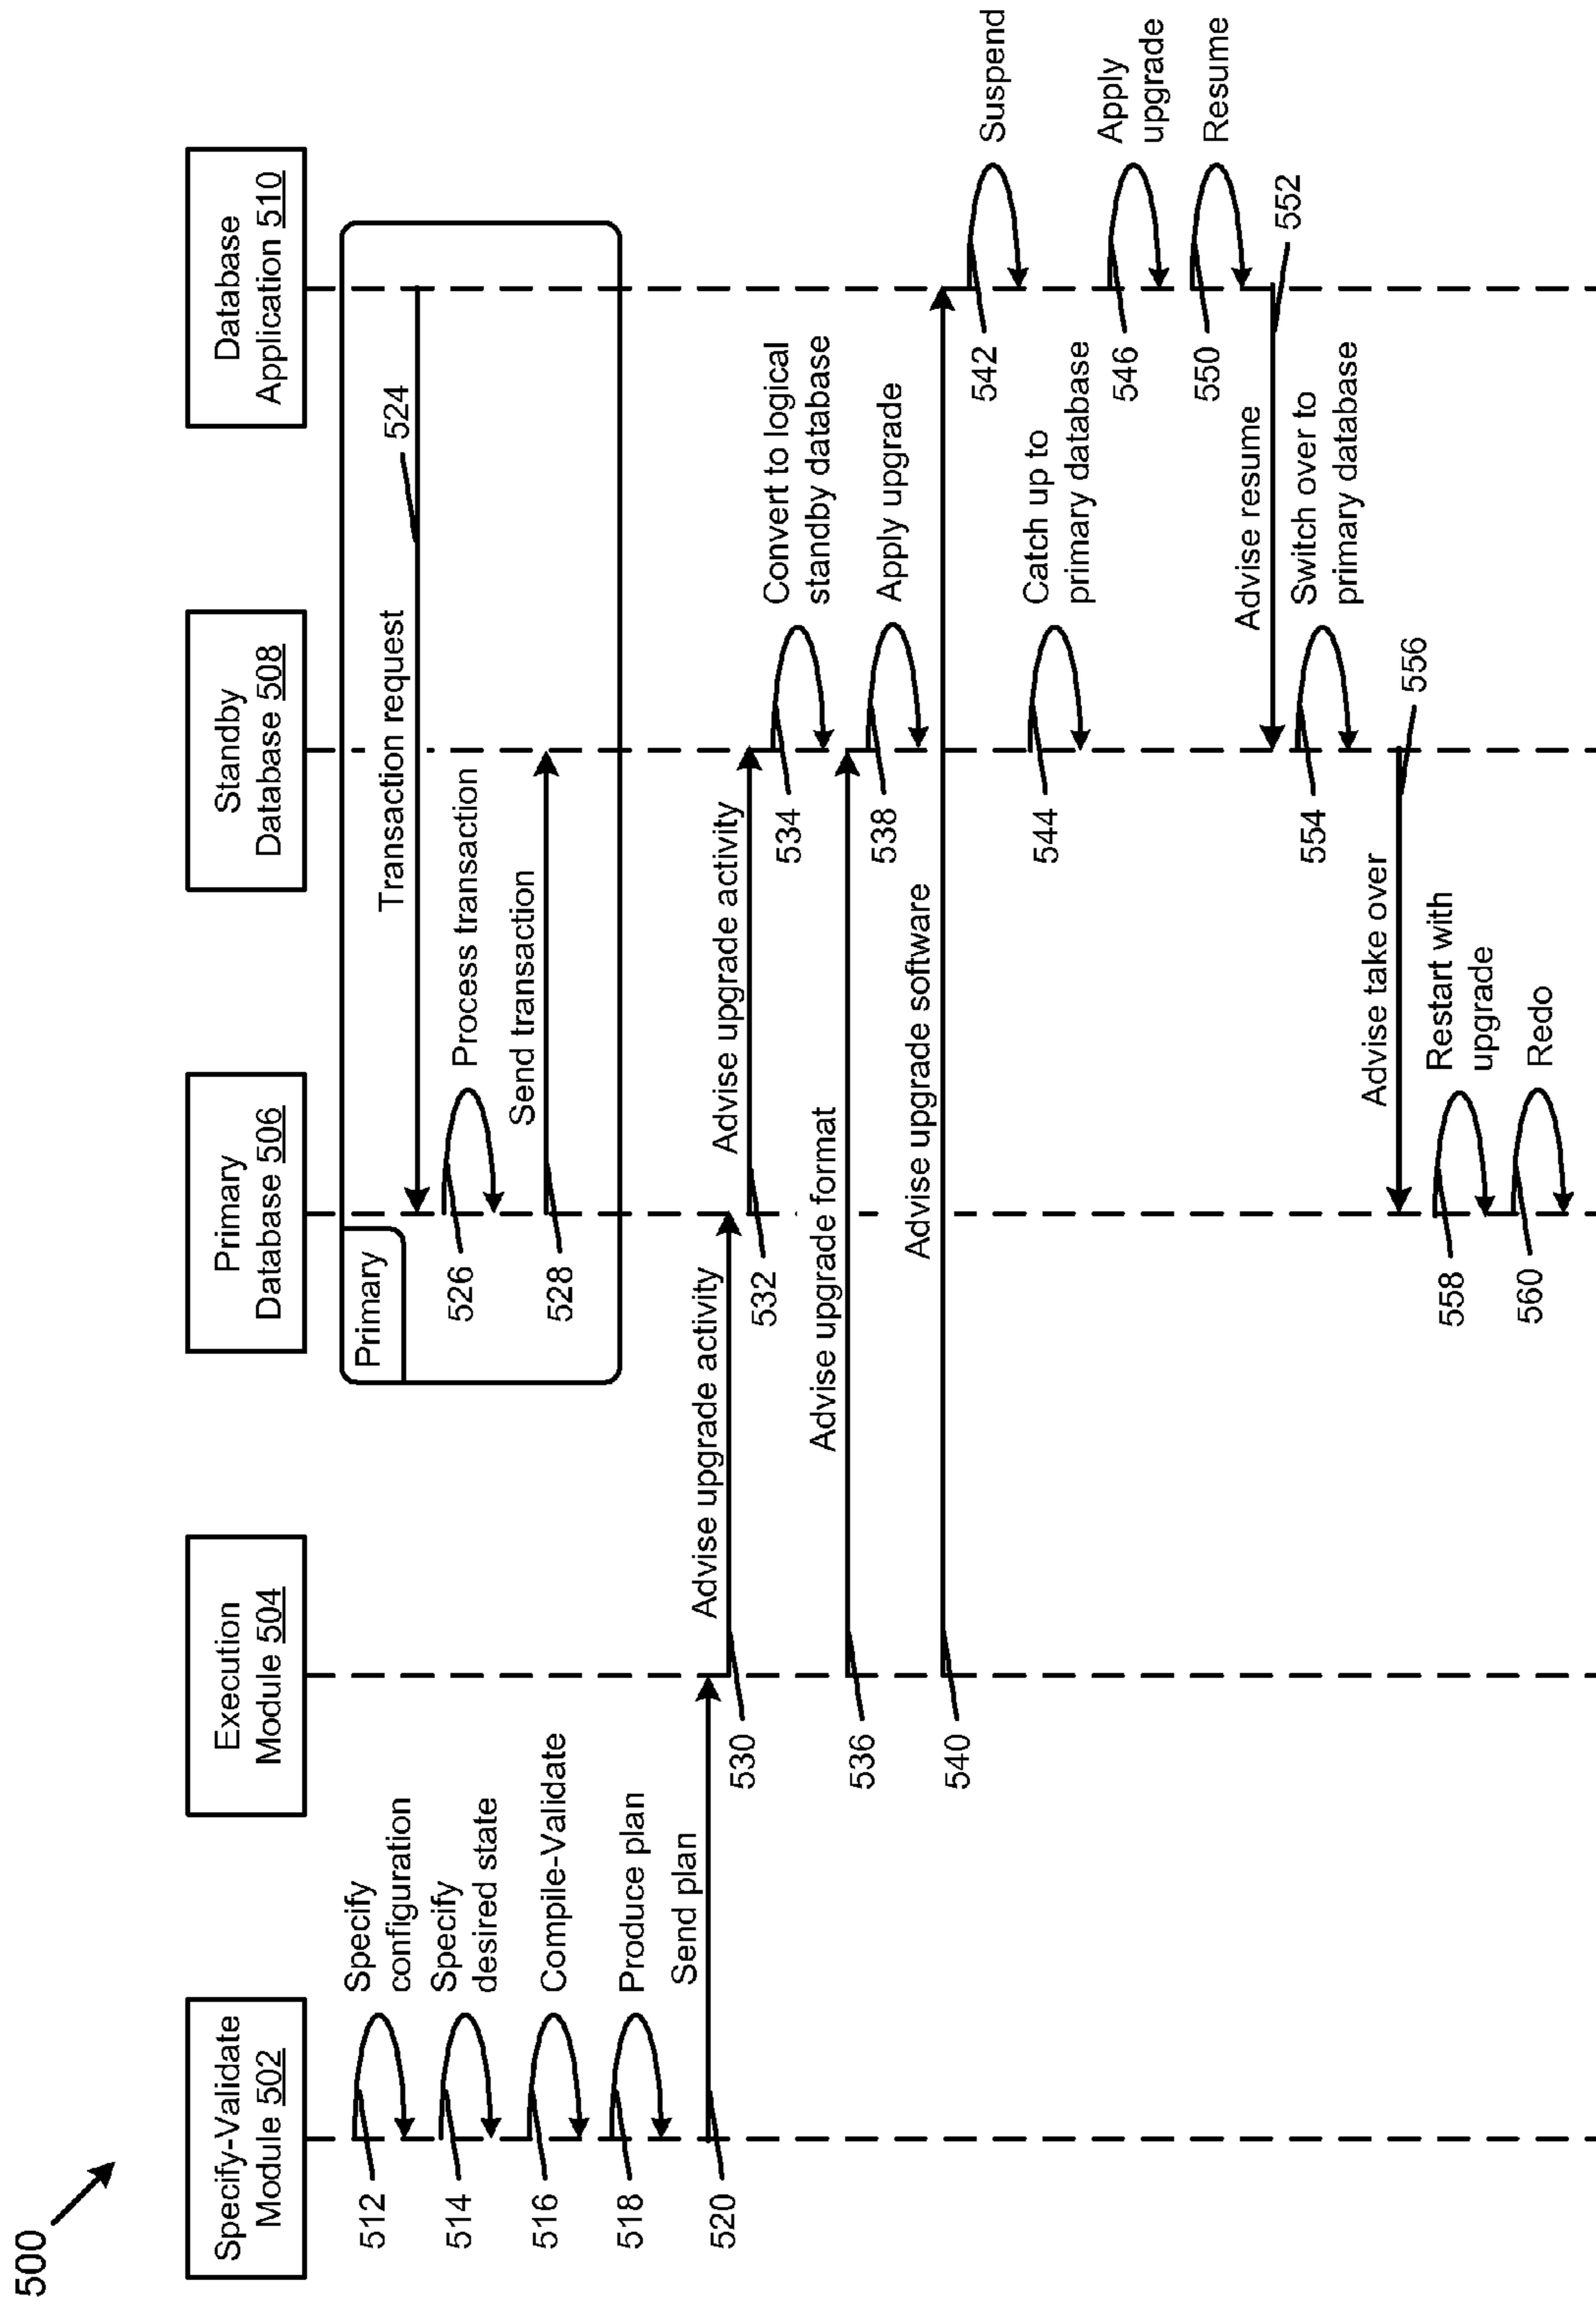 500
Specify-Validate
Module 502
Execution
Module 504
Primary
Database 506
Standby
Database 508
Database
Application 510
Primary
512
Specify
configuration
514
Specify
desired state
516
Compile-Validate
518
Produce plan
520
Send plan
Transaction request
524
526
Process transaction
528
Send transaction
530
Advise upgrade activity
532
Advise upgrade activity
534
Convert to logical
standby database
536
Advise upgrade format
538
Apply upgrade
540
Advise upgrade software
542
Suspend
544
Catch up to
primary database
546
Apply
upgrade
550
Resume
Advise resume
552
554
Switch over to
primary database
Advise take over
556
558
Restart with
upgrade
560
Redo